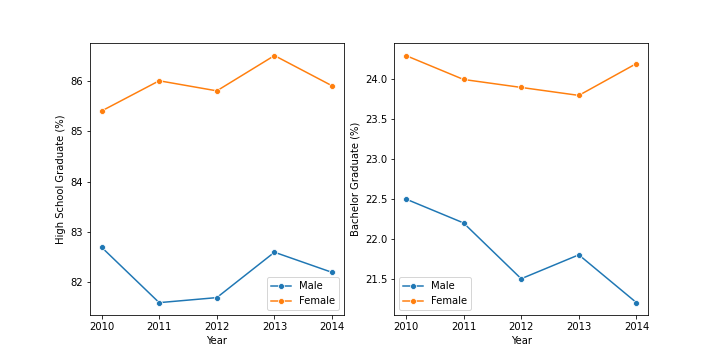 High School Graduate (%)
86
85
84
83
82
2010
2011
2012
2013
2014
Year
Male
Female
Bachelor Graduate (%)
24.0
23.5
23.0
22.5
22.0
21.5
2010
2011
2012
2013
2014
Year
Male
Female